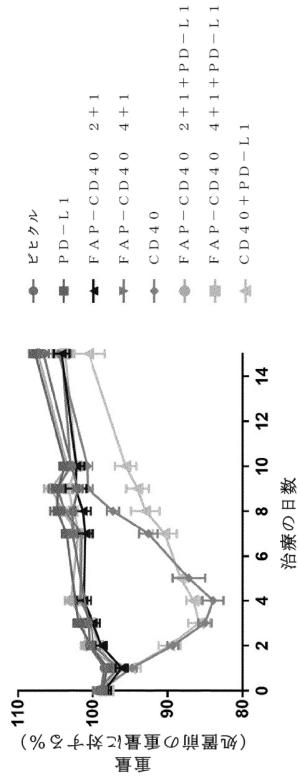 重量
(処置前の重量に対する%)
110
100
90
80
0
2
4
6
8
10
12
14
治療の日数
ビヒクル
PD-L1
FAP-CD40 2+1
FAP-CD40 4+1
CD40
FAP-CD40 2+1+PD-L1
FAP-CD40 4+1+PD-L1
CD40+PD-L1